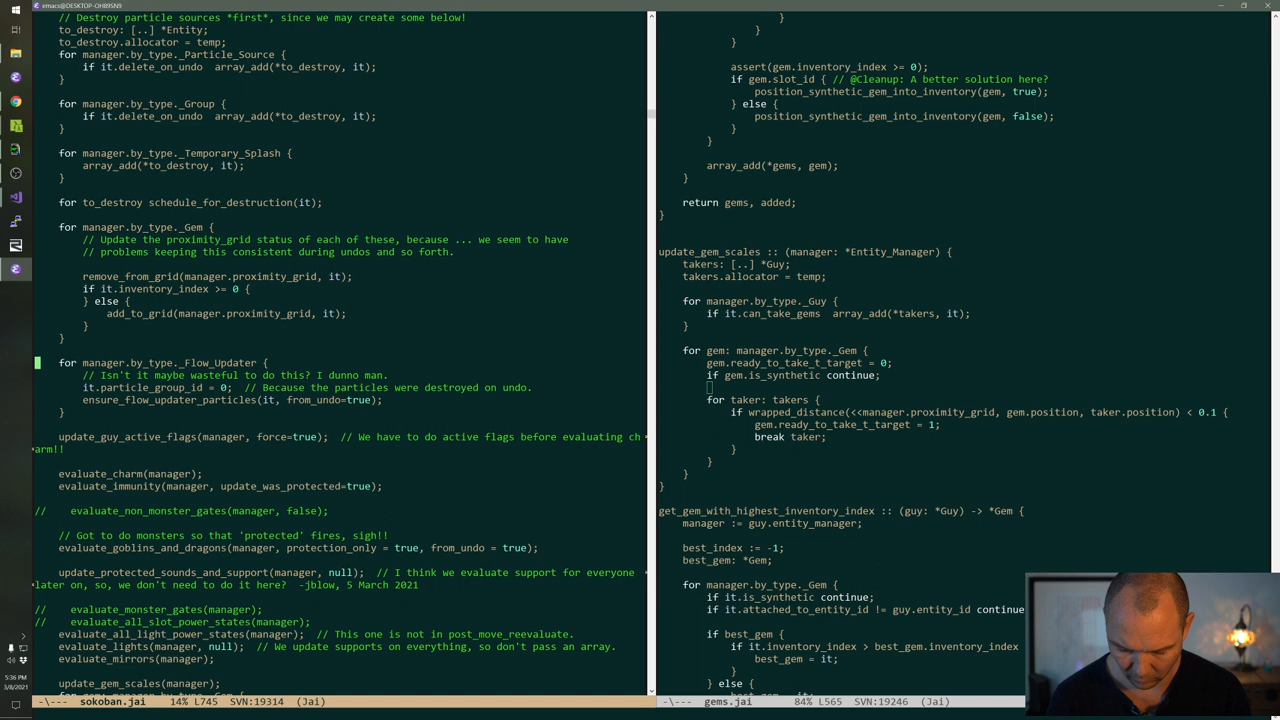 emacs@DESKTOP-OH89SN9
// Destroy particle sources *first*, since we may create some below!
to_destroy: [..] *Entity;
to_destroy.allocator = temp;
for manager.by_type._Particle_Source {
if it.delete_on_undo  array_add(*to_destroy, it);
}
for manager.by_type._Group {
if it.delete_on_undo  array_add(*to_destroy, it);
}
for manager.by_type._Temporary_Splash {
array_add(*to_destroy, it);
}
for to_destroy schedule_for_destruction(it);
for manager.by_type._Gem {
// Update the proximity_grid status of each of these, because ... we seem to have
// problems keeping this consistent during undos and so forth.
remove_from_grid(manager.proximity_grid, it);
if it.inventory_index >= 0 {
} else {
add_to_grid(manager.proximity_grid, it);
}
}
for manager.by_type._Flow_Updater {
// Isn't it maybe wasteful to do this? I dunno man.
it.particle_group_id = 0;  // Because the particles were destroyed on undo.
ensure_flow_updater_particles(it, from_undo=true);
}
update_guy_active_flags(manager, force=true);  // We have to do active flags before evaluating ch
arm!!
evaluate_charm(manager);
evaluate_immunity(manager, update_was_protected=true);
//    evaluate_non_monster_gates(manager, false);
// Got to do monsters so that 'protected' fires, sigh!!
evaluate_goblins_and_dragons(manager, protection_only = true, from_undo = true);
update_protected_sounds_and_support(manager, null);  // I think we evaluate support for everyone
later on, so, we don't need to do it here?  -jblow, 5 March 2021
//    evaluate_monster_gates(manager);
//    evaluate_all_slot_power_states(manager);
evaluate_all_light_power_states(manager);  // This one is not in post_move_reevaluate.
evaluate_lights(manager, null);  // We update supports on everything, so don't pass an array.
evaluate_mirrors(manager);
update_gem_scales(manager);
-\---  sokoban.jai    14% L745   SVN:19314  (Jai)
}
}
}
assert(gem.inventory_index >= 0);
if gem.slot_id { // @Cleanup: A better solution here?
position_synthetic_gem_into_inventory(gem, true);
} else {
position_synthetic_gem_into_inventory(gem, false);
}
}
array_add(*gems, gem);
}
return gems, added;
}
update_gem_scales :: (manager: *Entity_Manager) {
takers: [..] *Guy;
takers.allocator = temp;
for manager.by_type._Guy {
if it.can_take_gems  array_add(*takers, it);
}
for gem: manager.by_type._Gem {
gem.ready_to_take_t_target = 0;
if gem.is_synthetic continue;
for taker: takers {
if wrapped_distance(<<manager.proximity_grid, gem.position, taker.position) < 0.1 {
gem.ready_to_take_t_target = 1;
break taker;
}
}
}
}
get_gem_with_highest_inventory_index :: (guy: *Guy) -> *Gem {
manager := guy.entity_manager;
best_index := -1;
best_gem: *Gem;
for manager.by_type._Gem {
if it.is_synthetic continue;
if it.attached_to_entity_id != guy.entity_id continue
if best_gem {
if it.inventory_index > best_gem.inventory_index
best_gem = it;
}
} else {
-\---  gems.jai       84% L565   SVN:19246  (Jai)
5:36 PM
3/8/2021